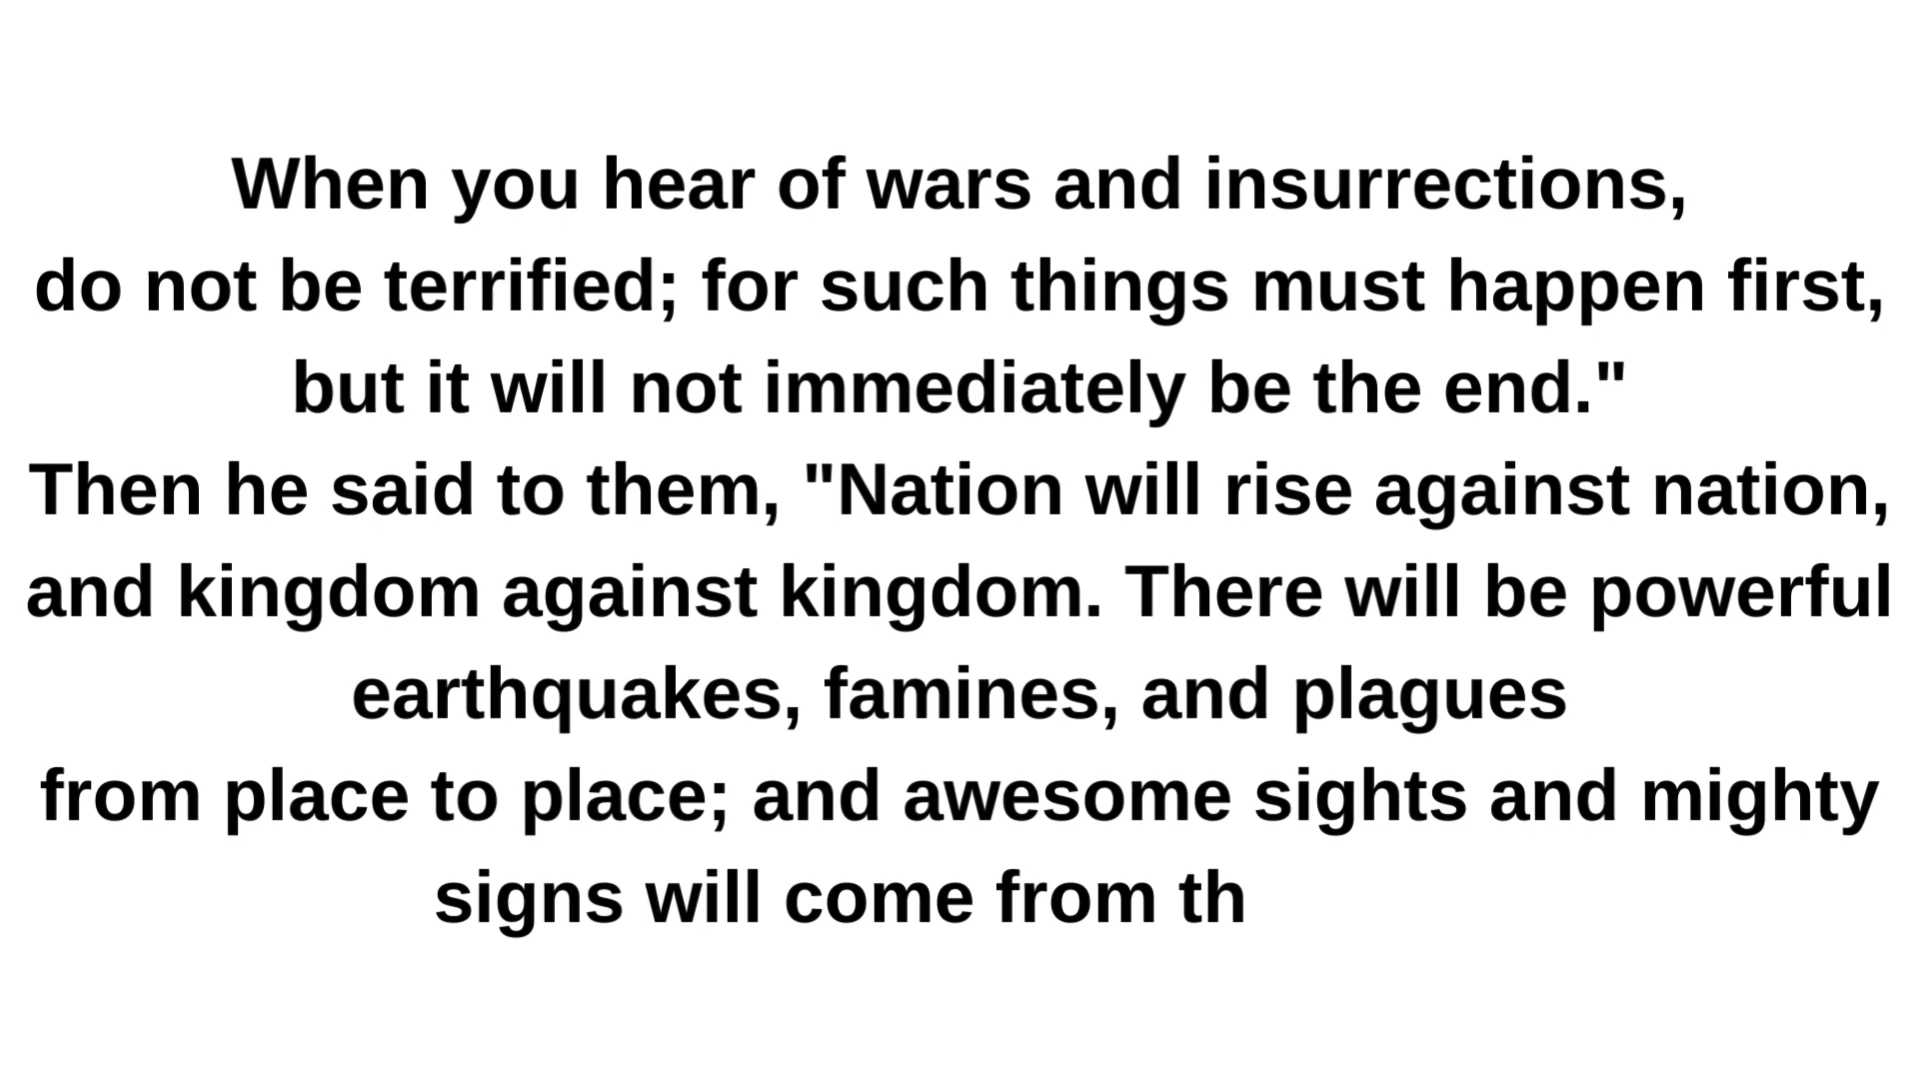 When you hear of wars and insurrections,
do not be terrified; for such things must happen first,
but it will not immediately be the end."
Then he said to them, "Nation will rise against nation,
and kingdom against kingdom. There will be powerful
earthquakes, famines, and plagues
from place to place; and awesome sights and mighty
signs will come from th